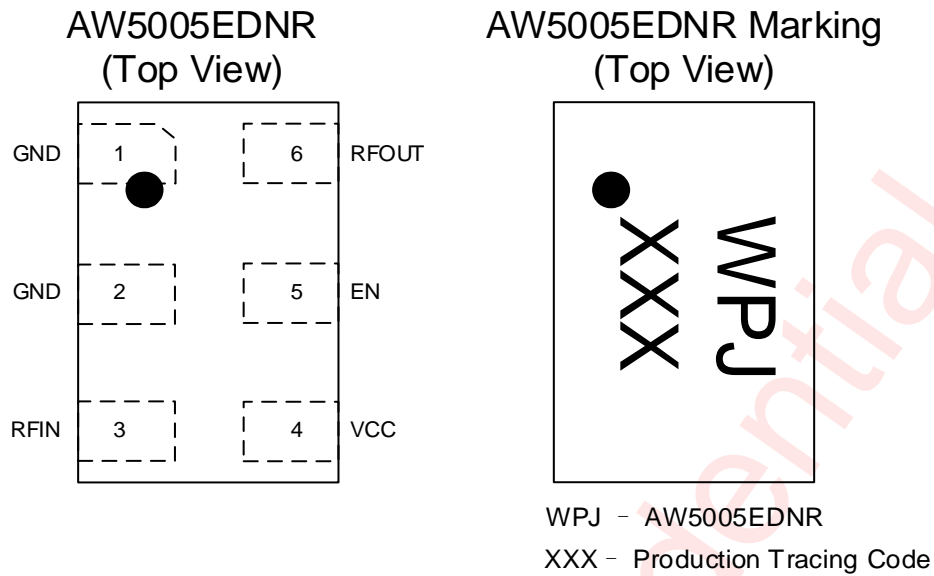 AW5005EDNR
(Top View)
GND 1 6 RFOUT
GND 2 5 EN
RFIN 3 4 VCC
AW5005EDNR Marking
(Top View)
WPJ
XXX
WPJ - AW5005EDNR
XXX - Production Tracing Code
dential